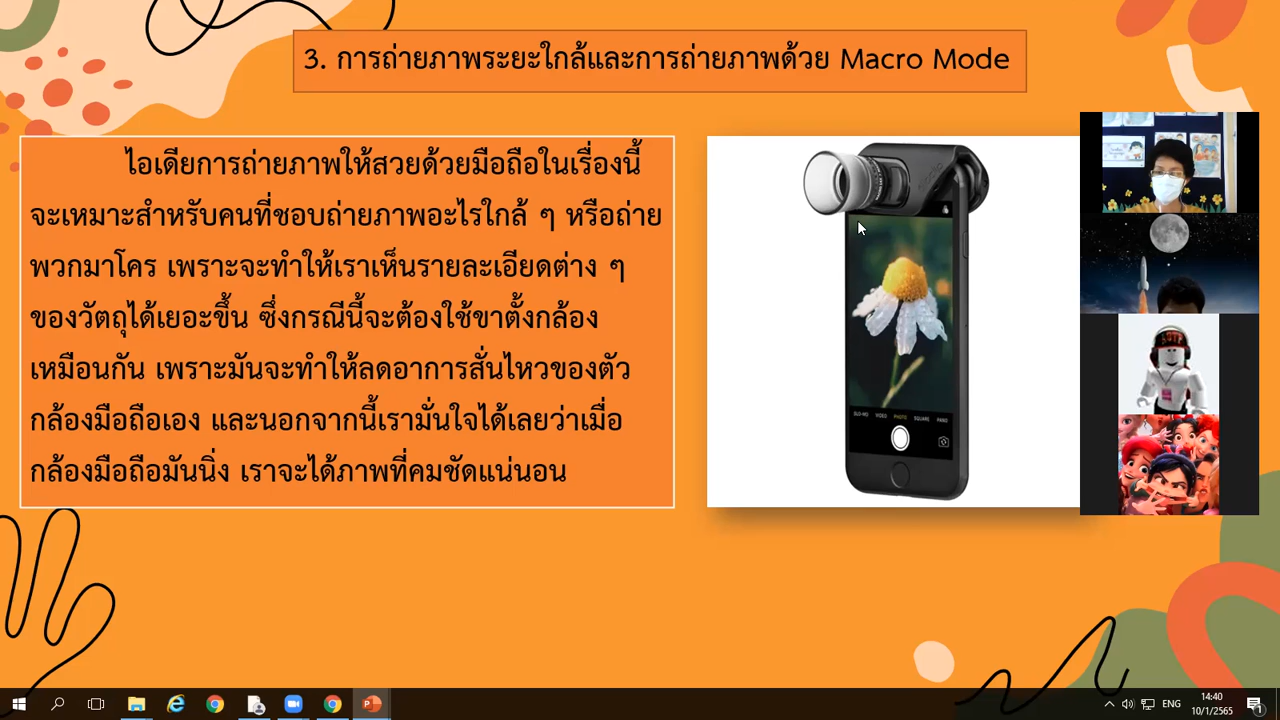 3. การถ่ายภาพระยะใกล้และการถ่ายภาพด้วย Macro Mode
ไอเดียการถ่ายภาพให้สวยด้วยมือถือในเรื่องนี้
จะเหมาะสำหรับคนที่ชอบถ่ายภาพอะไรใกล้ ๆ หรือถ่าย
พวกมาโคร เพราะจะทำให้เราเห็นรายละเอียดต่าง ๆ
ของวัตถุได้เยอะขึ้น ซึ่งกรณีนี้จะต้องใช้ขาตั้งกล้อง
เหมือนกัน เพราะมันจะทำให้ลดอาการสั่นไหวของตัว
กล้องมือถือเอง และนอกจากนี้เรามั่นใจได้เลยว่าเมื่อ
กล้องมือถือมันนิ่ง เราจะได้ภาพที่คมชัดแน่นอน
SLO-MO VIDEO PHOTO SQUARE PANO
ENG
14:40
10/1/2565